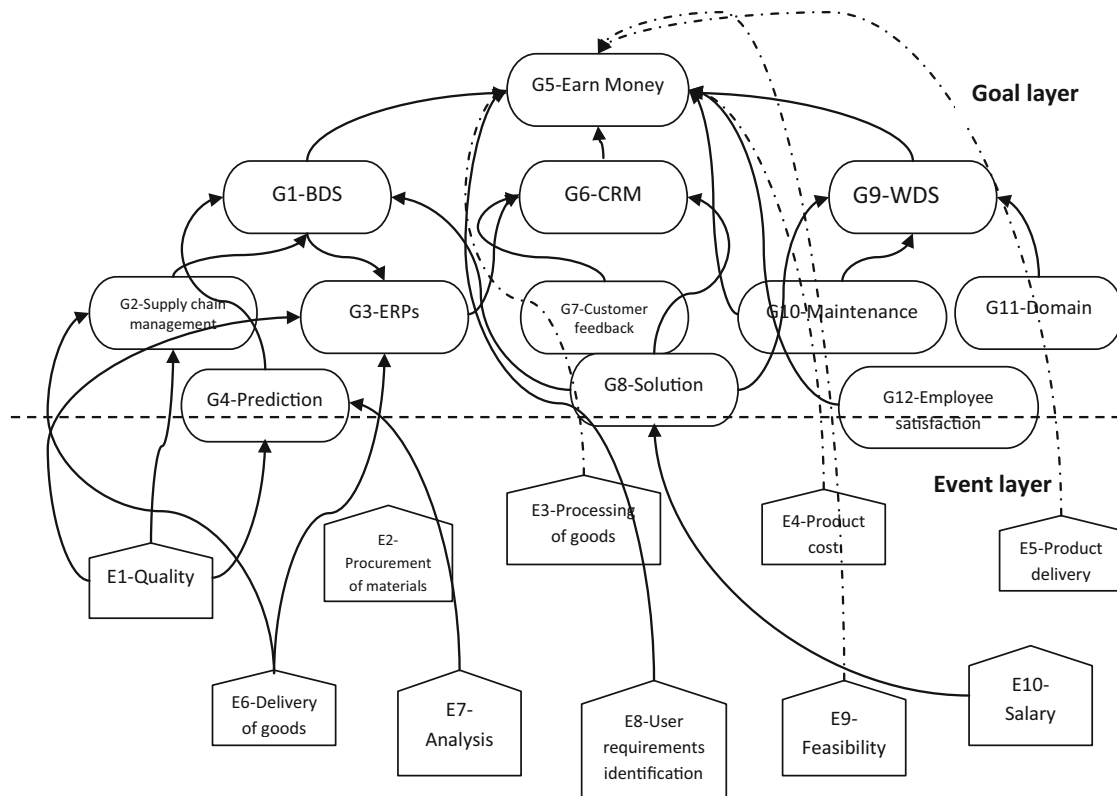 G5-Earn Money
Goal layer
G1-BDS
G6-CRM
G9-WDS
G2-Supply chain
management
G3-ERPs
G7-Customer
feedback
G10-Maintenance
G11-Domain
G4-Prediction
G8-Solution
G12-Employee
satisfaction
Event layer
E1-Quality
E2-
Procurement
of materials
E3-Processing
of goods
E4-Product
cost
E5-Product
delivery
E6-Delivery
of goods
E7-
Analysis
E8-User
requirements
identification
E9-
Feasibility
E10-
Salary